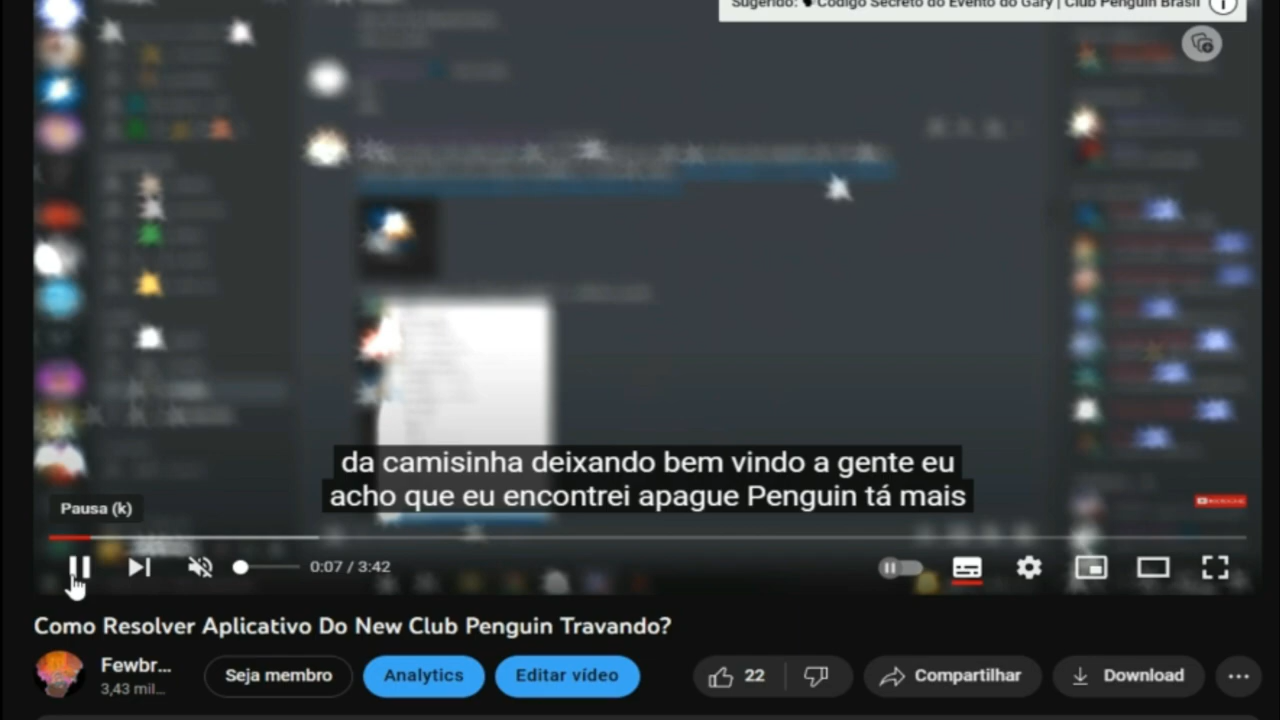 Sugerido: Código Secreto do Evento do Gary | Club Penguin Brasil
da camisinha deixando bem vindo a gente eu
acho que eu encontrei apague Penguin tá mais
Pausa (k)
0:07 / 3:42
Como Resolver Aplicativo Do New Club Penguin Travando?
Fewbr...
3,43 mil...
Seja membro
Analytics
Editar vídeo
22
Compartilhar
Download